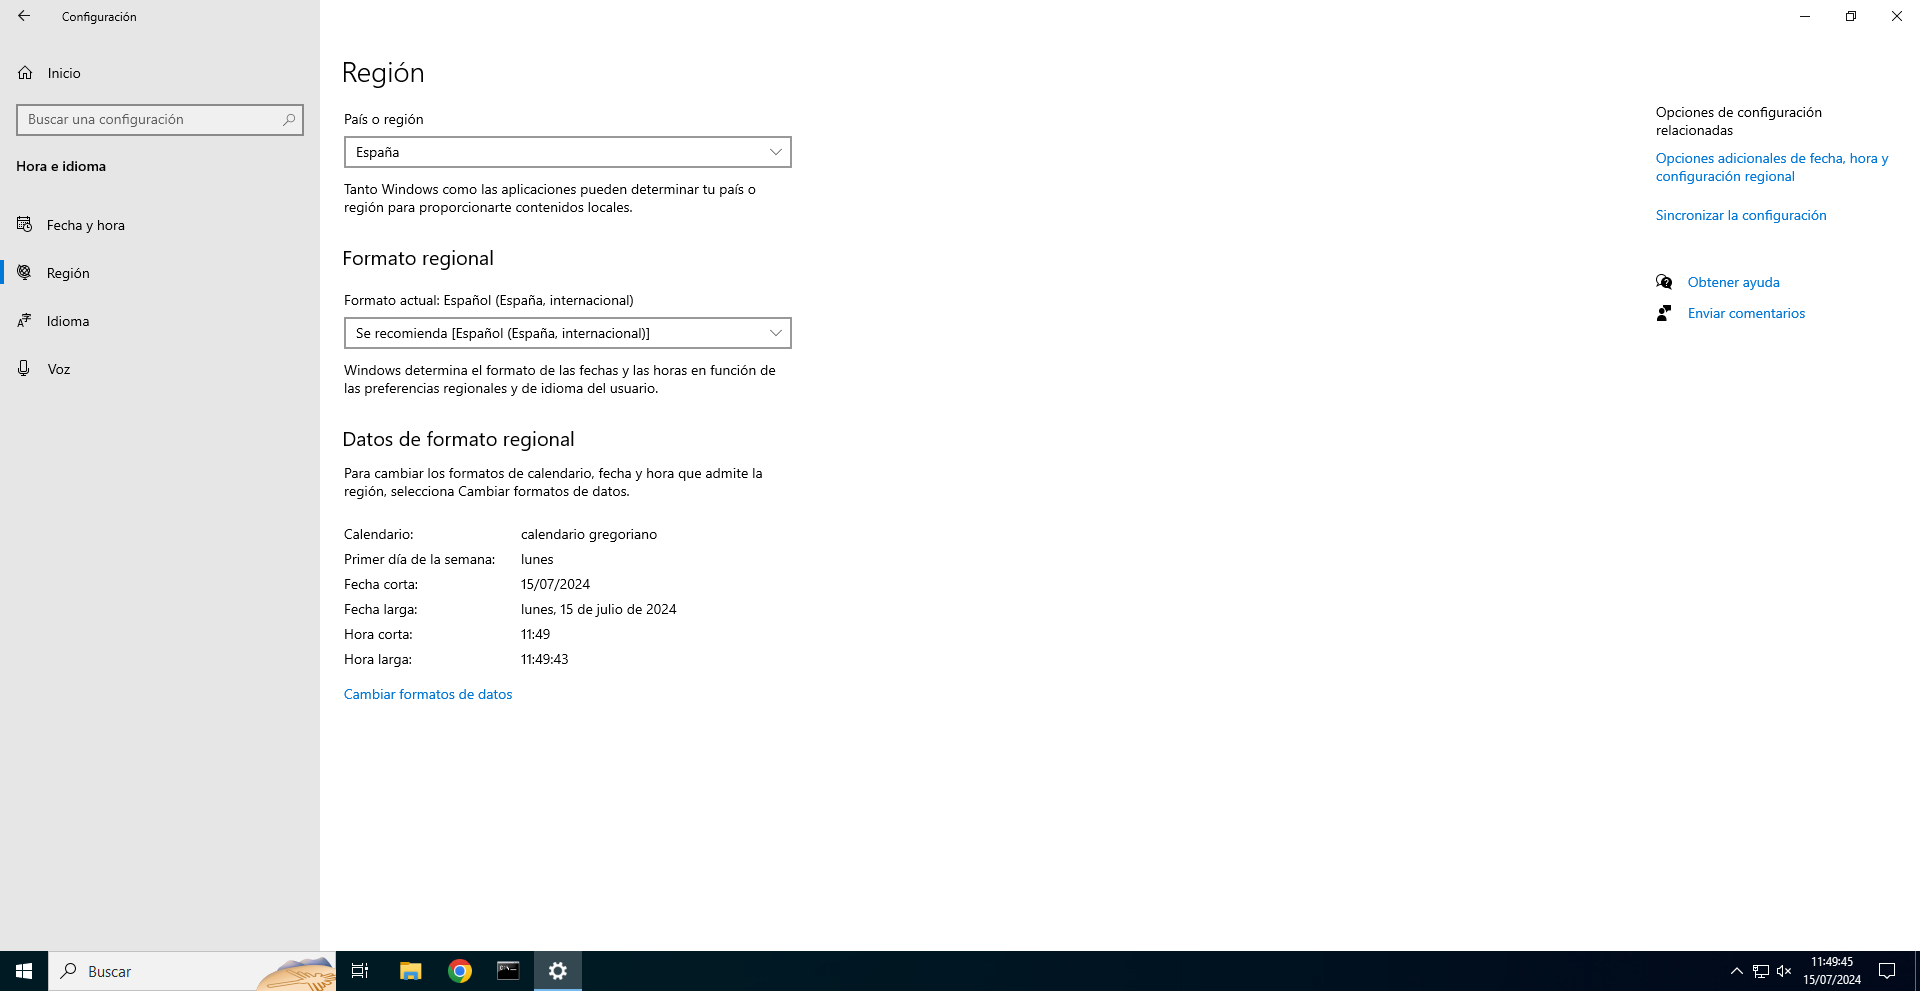 Configuración
Inicio
Buscar una configuración
Hora e idioma
Fecha y hora
Región
Idioma
Voz
Región
País o región
España
Tanto Windows como las aplicaciones pueden determinar tu país o
región para proporcionarte contenidos locales.
Formato regional
Formato actual: Español (España, internacional)
Se recomienda [Español (España, internacional)]
Windows determina el formato de las fechas y las horas en función de
las preferencias regionales y de idioma del usuario.
Datos de formato regional
Para cambiar los formatos de calendario, fecha y hora que admite la
región, selecciona Cambiar formatos de datos.
Calendario: calendario gregoriano
Primer día de la semana: lunes
Fecha corta: 15/07/2024
Fecha larga: lunes, 15 de julio de 2024
Hora corta: 11:49
Hora larga: 11:49:43
Cambiar formatos de datos
Opciones de configuración
relacionadas
Opciones adicionales de fecha, hora y
configuración regional
Sincronizar la configuración
Obtener ayuda
Enviar comentarios
Buscar
11:49:45
15/07/2024